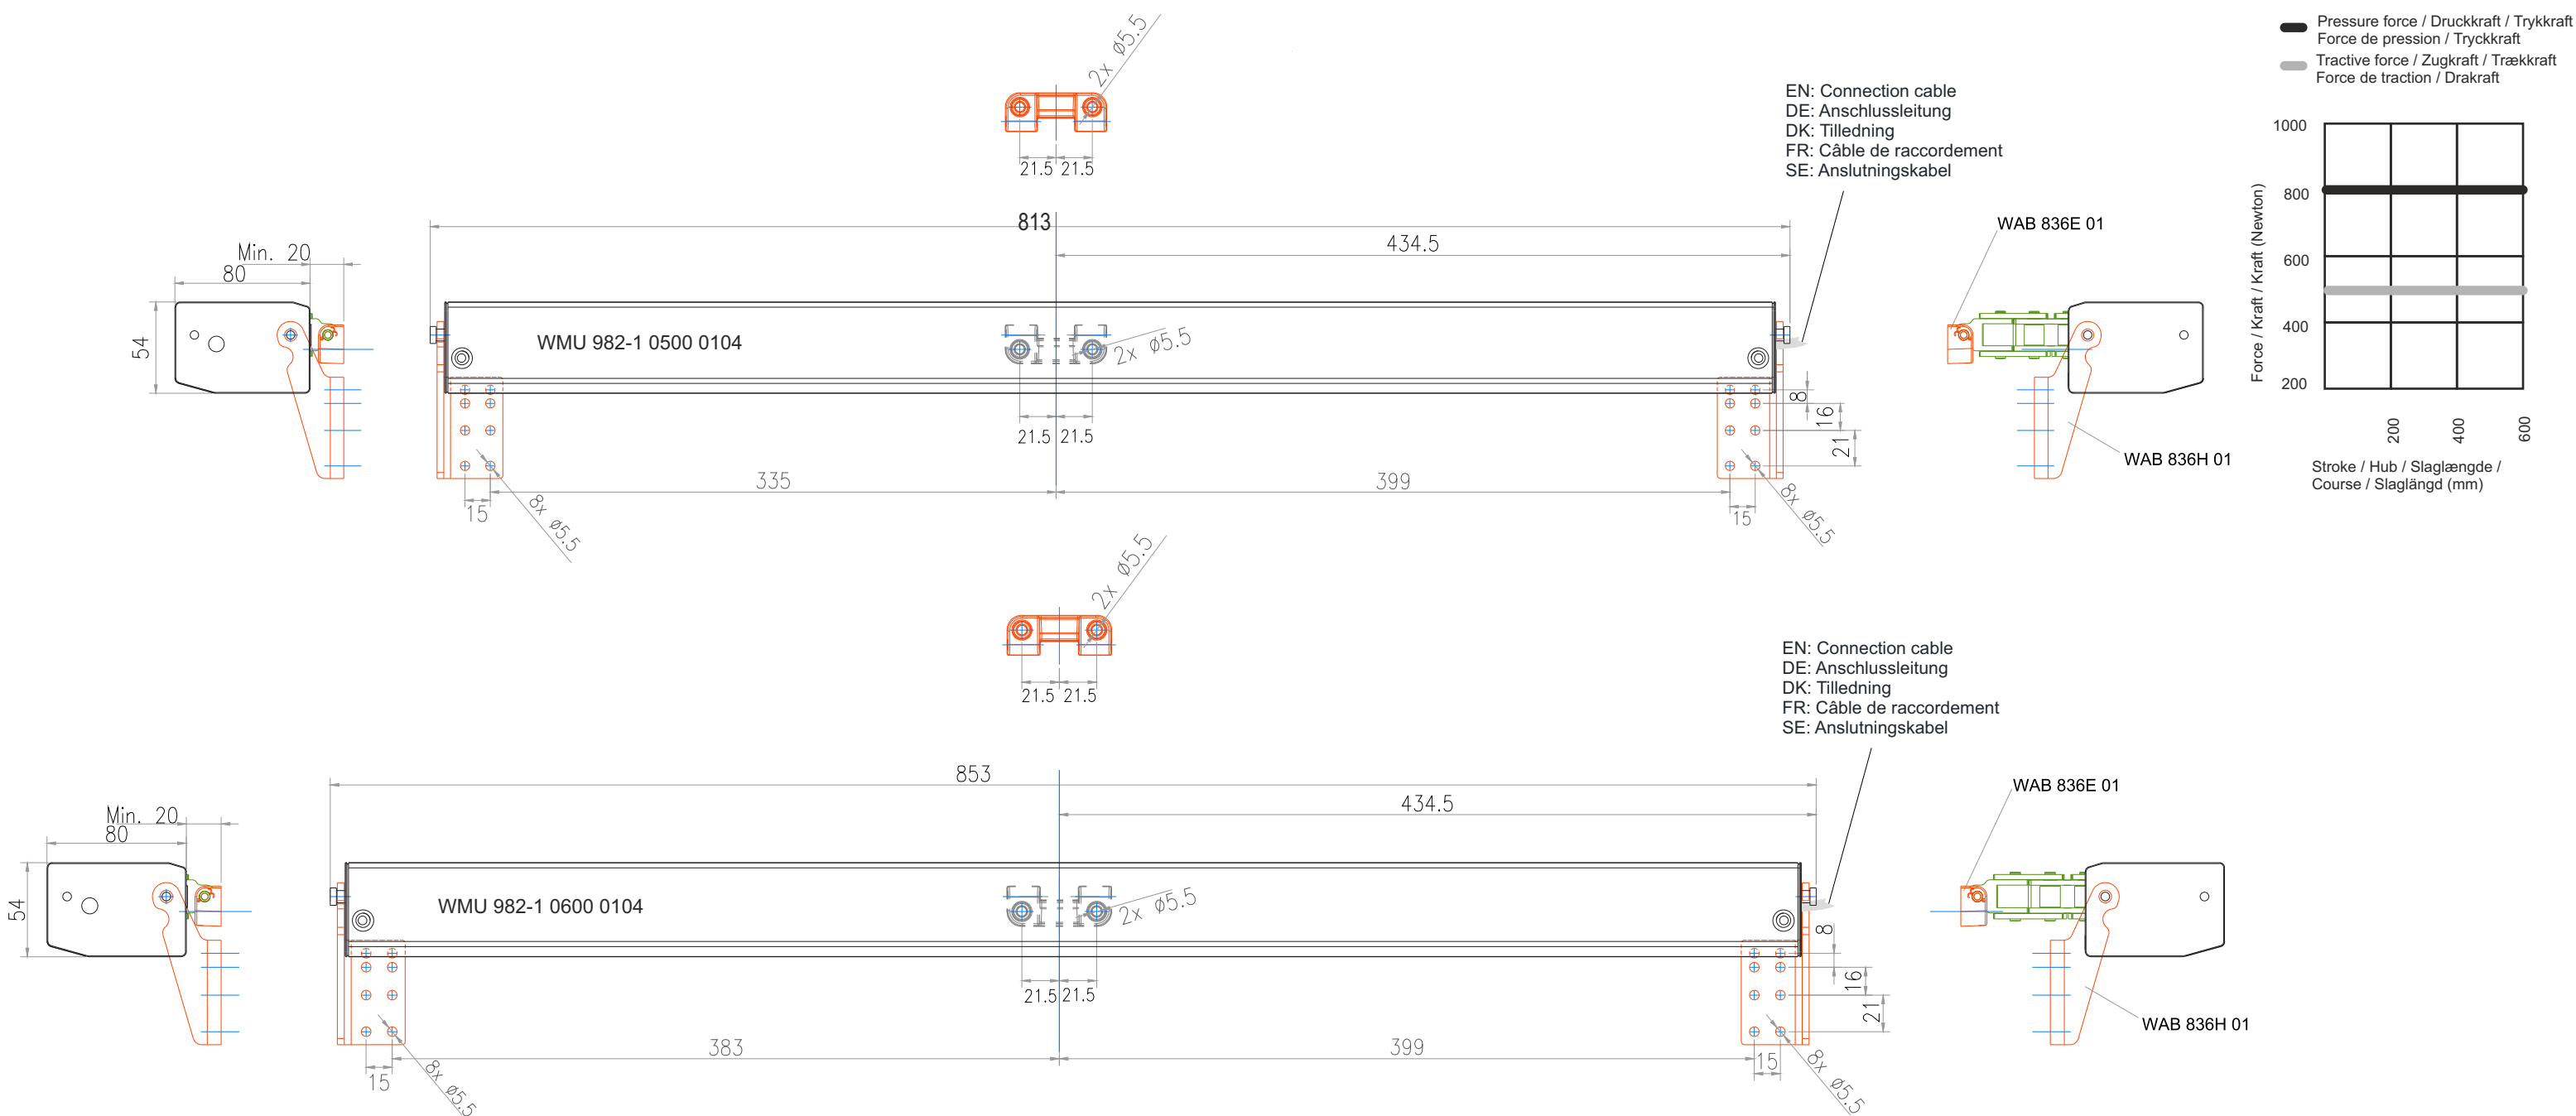 Pressure force / Druckkraft / Trykkraft
Force de pression / Tryckkraft
Tractive force / Zugkraft / Trækkraft
Force de traction / Drakraft
1000
800
600
400
200
Force / Kraft / Kraft (Newton)
200
400
600
Stroke / Hub / Slaglængde /
Course / Slaglängd (mm)
2x ø5.5
21.5 21.5
EN: Connection cable
DE: Anschlussleitung
DK: Tilledning
FR: Câble de raccordement
SE: Anslutningskabel
813
434.5
Min. 20
80
54
WMU 982-1 0500 0104
2x ø5.5
21.5 21.5
8
16
21
335
399
15
8x ø5.5
15
8x ø5.5
WAB 836E 01
WAB 836H 01
2x ø5.5
21.5 21.5
EN: Connection cable
DE: Anschlussleitung
DK: Tilledning
FR: Câble de raccordement
SE: Anslutningskabel
853
434.5
Min. 20
80
54
WMU 982-1 0600 0104
2x ø5.5
21.5 21.5
8
16
21
383
399
15
8x ø5.5
15
8x ø5.5
WAB 836E 01
WAB 836H 01